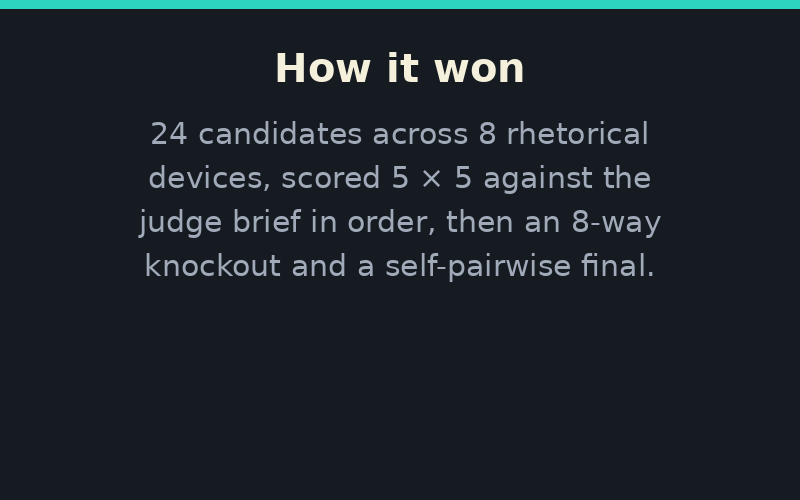 How it won
24 candidates across 8 rhetorical
devices, scored 5 × 5 against the
judge brief in order, then an 8-way
knockout and a self-pairwise final.